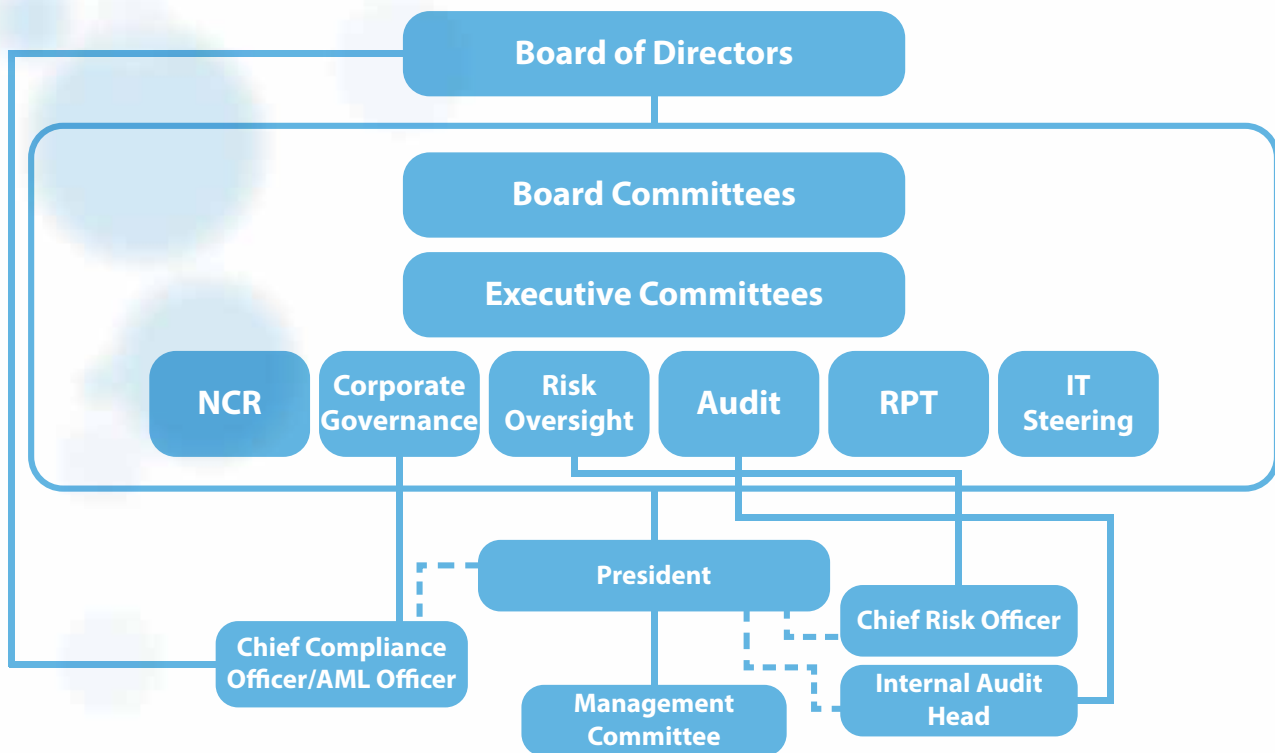 Board of Directors
Board Committees
Executive Committees
NCR
Corporate
Governance
Risk
Oversight
Audit
RPT
IT
Steering
President
Chief Risk Officer
Chief Compliance
Officer/AML Officer
Internal Audit
Head
Management
Committee